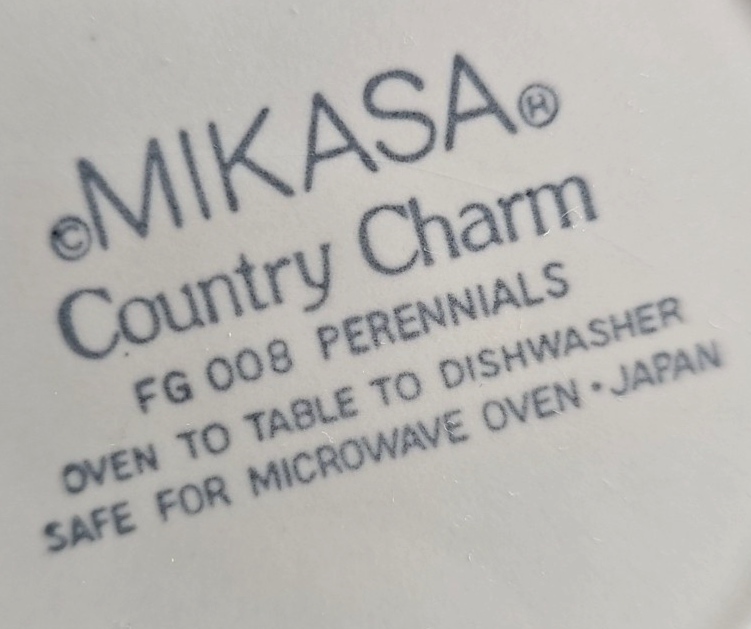 ©MIKASA®
Country Charm
FG 008 PERENNIALS
OVEN TO TABLE TO DISHWASHER
SAFE FOR MICROWAVE OVEN • JAPAN